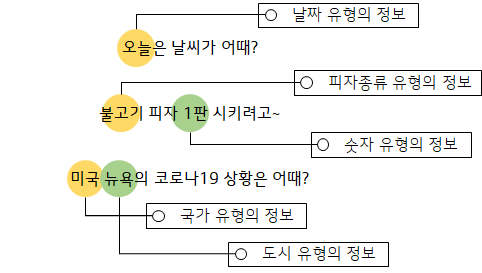 날짜 유형의 정보
오늘은 날씨가 어때?
피자종류 유형의 정보
불고기 피자 1판 시키려고~
숫자 유형의 정보
미국 뉴욕의 코로나19 상황은 어때?
국가 유형의 정보
도시 유형의 정보